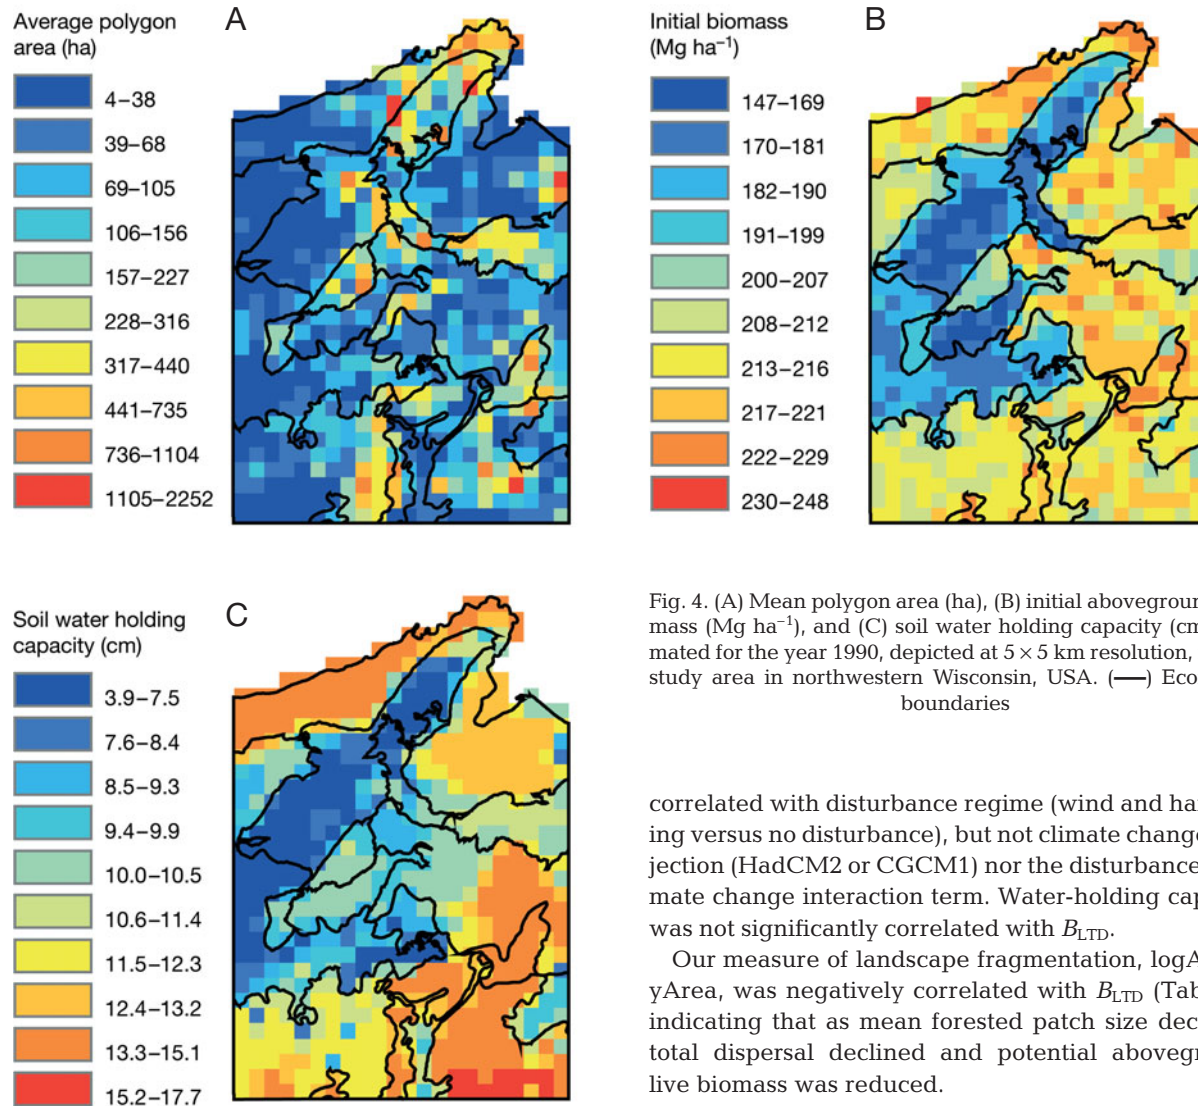 Average polygon
area (ha)
A
4–38
39–68
69–105
106–156
157–227
228–316
317–440
441–735
736–1104
1105–2252
Initial biomass
(Mg ha⁻¹)
B
147–169
170–181
182–190
191–199
200–207
208–212
213–216
217–221
222–229
230–248
Soil water holding
capacity (cm)
C
3.9–7.5
7.6–8.4
8.5–9.3
9.4–9.9
10.0–10.5
10.6–11.4
11.5–12.3
12.4–13.2
13.3–15.1
15.2–17.7
Fig. 4. (A) Mean polygon area (ha), (B) initial aboveground
mass (Mg ha⁻¹), and (C) soil water holding capacity (cm
mated for the year 1990, depicted at 5 × 5 km resolution,
study area in northwestern Wisconsin, USA. (—) Eco
boundaries
correlated with disturbance regime (wind and har
ing versus no disturbance), but not climate change
jection (HadCM2 or CGCM1) nor the disturbance
mate change interaction term. Water-holding cap
was not significantly correlated with B_LTD.
Our measure of landscape fragmentation, logA
yArea, was negatively correlated with B_LTD (Tab
indicating that as mean forested patch size dec
total dispersal declined and potential abovegr
live biomass was reduced.